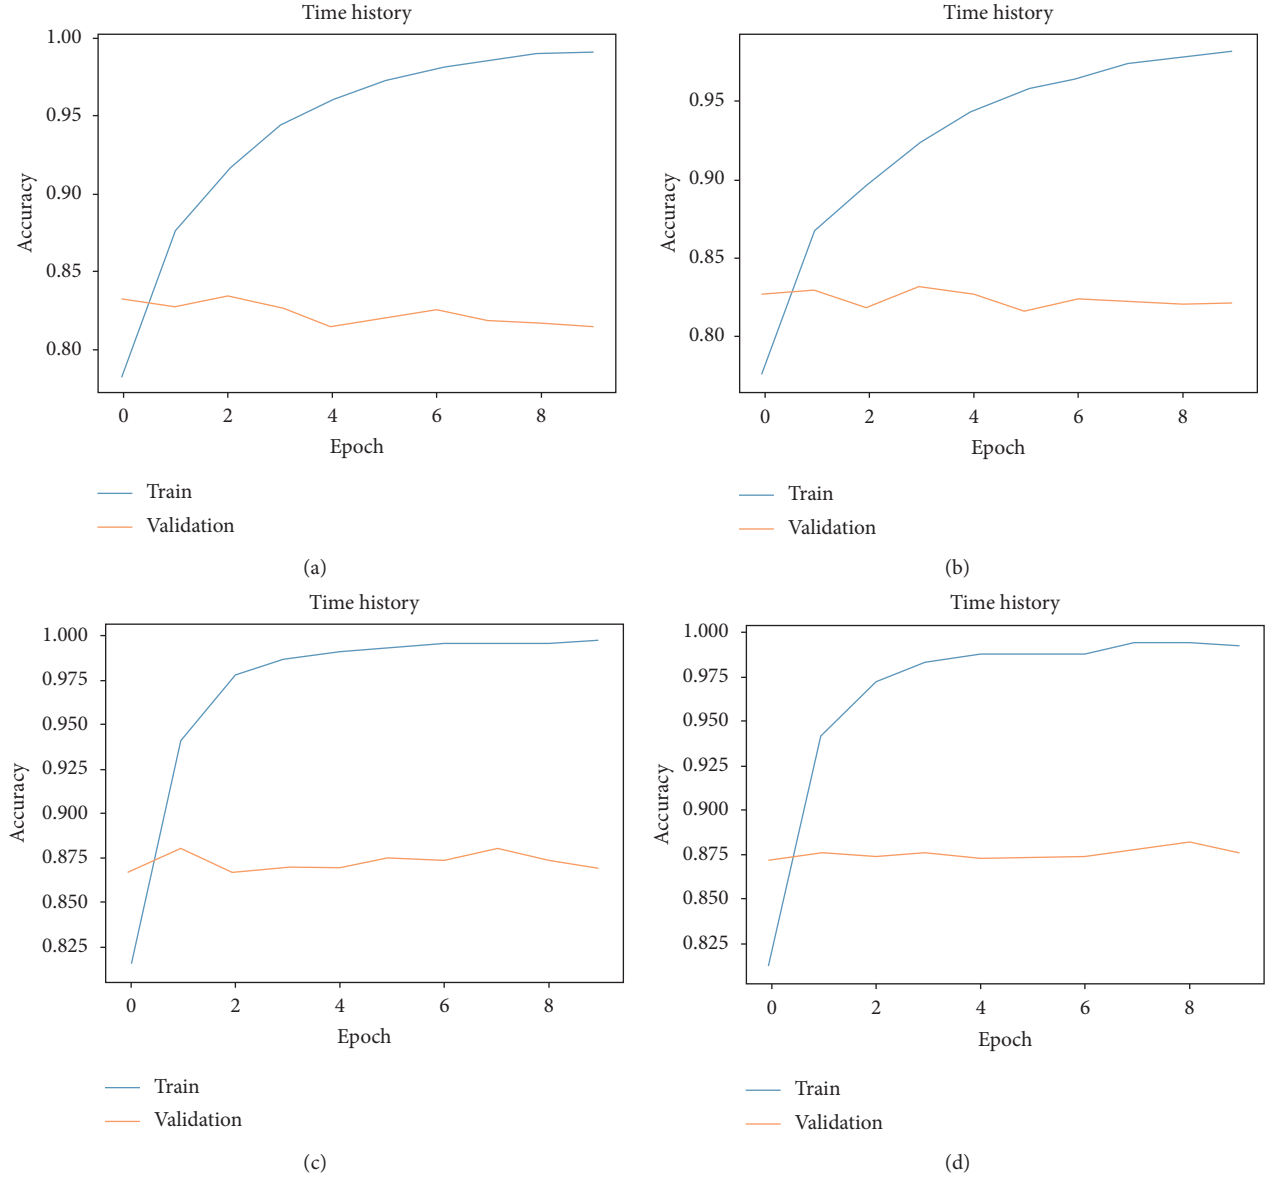 Time history
1.00
0.95
0.90
0.85
0.80
Accuracy
0 2 4 6 8
Epoch
Train
Validation
(a)
Time history
0.95
0.90
0.85
0.80
Accuracy
0 2 4 6 8
Epoch
Train
Validation
(b)
Time history
1.000
0.975
0.950
0.925
0.900
0.875
0.850
0.825
Accuracy
0 2 4 6 8
Epoch
Train
Validation
(c)
Time history
1.000
0.975
0.950
0.925
0.900
0.875
0.850
0.825
Accuracy
0 2 4 6 8
Epoch
Train
Validation
(d)